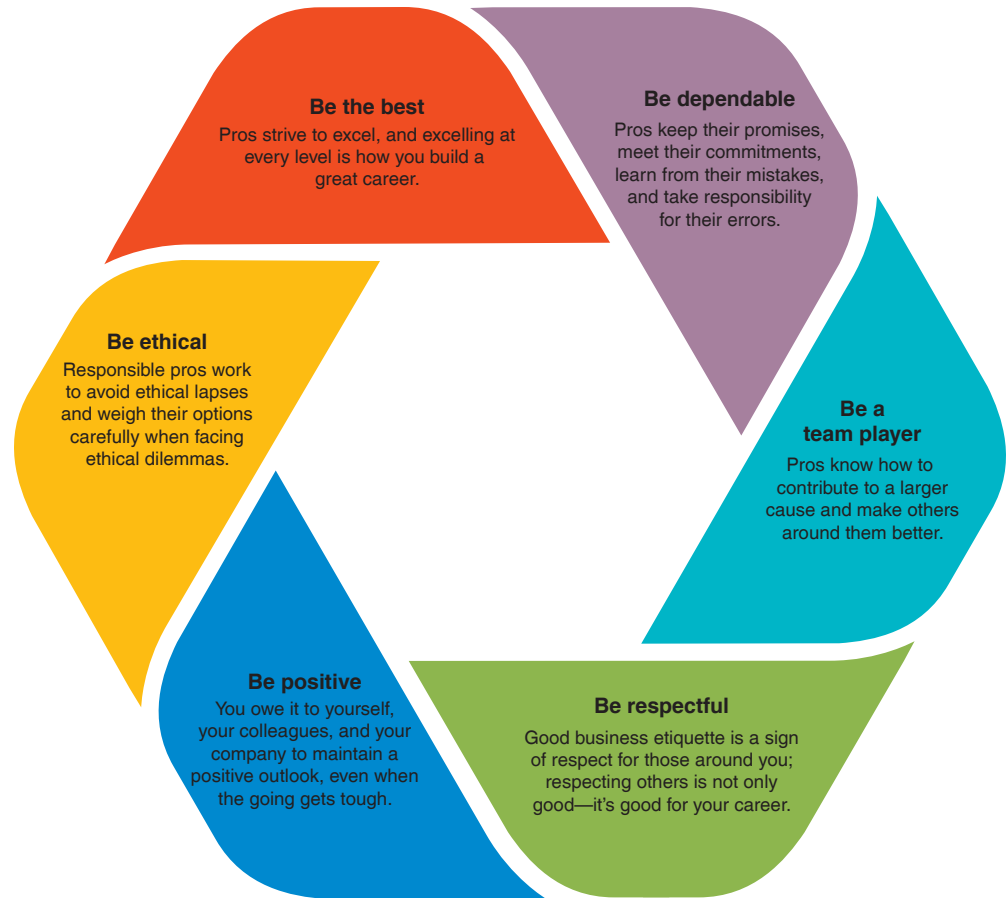 Be the best
Pros strive to excel, and excelling at
every level is how you build a
great career.
Be dependable
Pros keep their promises,
meet their commitments,
learn from their mistakes,
and take responsibility
for their errors.
Be a
team player
Pros know how to
contribute to a larger
cause and make others
around them better.
Be respectful
Good business etiquette is a sign
of respect for those around you;
respecting others is not only
good—it’s good for your career.
Be positive
You owe it to yourself,
your colleagues, and your
company to maintain a
positive outlook, even when
the going gets tough.
Be ethical
Responsible pros work
to avoid ethical lapses
and weigh their options
carefully when facing
ethical dilemmas.